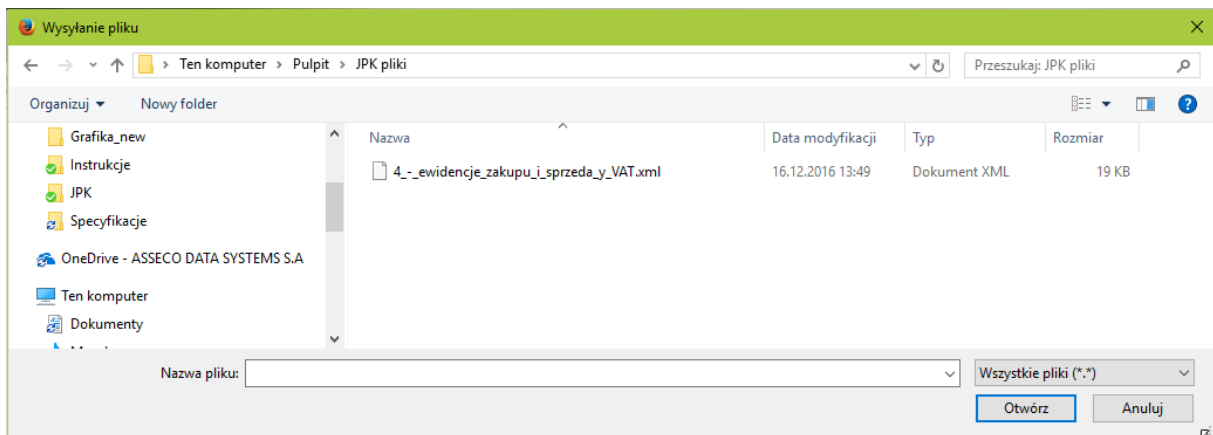 Wysyłanie pliku
Ten komputer > Pulpit > JPK pliki
Przeszukaj: JPK pliki
Organizuj
Nowy folder
Grafika_new
Instrukcje
JPK
Specyfikacje
OneDrive - ASSECO DATA SYSTEMS S.A
Ten komputer
Dokumenty
Nazwa Data modyfikacji Typ Rozmiar
4_-_ewidencje_zakupu_i_sprzeda_y_VAT.xml 16.12.2016 13:49 Dokument XML 19 KB
Nazwa pliku:
Wszystkie pliki (*.*)
Otwórz
Anuluj